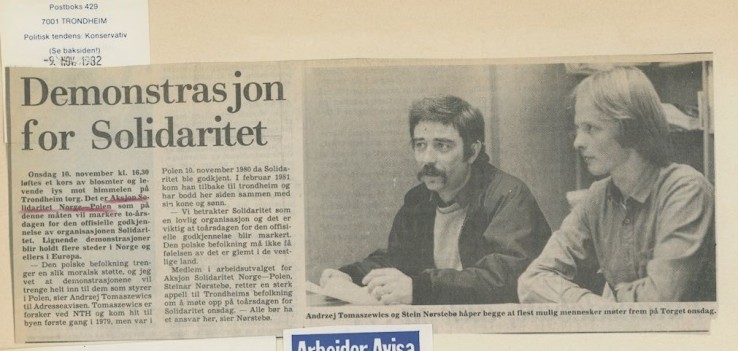 Postboks 429
7001 TRONDHEIM
Politisk tendens: Konservativ
(Se baksiden!)
-9. NOV. 1982
Demonstrasjon
for Solidaritet
Onsdag 10. november kl. 16.30
løftes et kors av blomster og le-
vende lys mot himmelen på
Trondheim torg. Det er Aksjon So-
lidaritet Norge—Polen som på
denne måten vil markere to-års-
dagen for den offisielle godkjen-
nelse av organisasjonen Solidari-
tet. Lignende demonstrasjoner
blir holdt flere steder i Norge og
ellers i Europa.
— Den polske befolkning tren-
ger en slik moralsk støtte, og jeg
vet at demonstrasjonene vil
trenge helt inn til dem som styrer
i Polen, sier Andrzej Tomaszewics
til Adresseavisen. Tomaszewics er
forsker ved NTH og kom hit til
byen første gang i 1979, men var i
Polen 10. november 1980 da Solida-
ritet ble godkjent. I februar 1981
kom han tilbake til trondheim og
har bodd her siden sammen med
sin kone og sønn.
— Vi betrakter Solidaritet som
en lovlig organisasjon og det er
viktig at toårsdagen for den offisi-
elle godkjennelse blir markert.
Den polske befolkning må ikke få
følelsen av det er glemt i de vest-
lige land.
Medlem i arbeidsutvalget for
Aksjon Solidaritet Norge—Polen,
Steinar Nørstebø, retter en sterk
appell til Trondheims befolkning
om å møte opp på toårsdagen for
Solidaritet onsdag. — Alle bør ha
et ansvar her, sier Nørstebø.
Andrzej Tomaszewics og Stein Nørstebø håper begge at flest mulig mennesker møter frem på Torget onsdag.
Arbeider Avisa